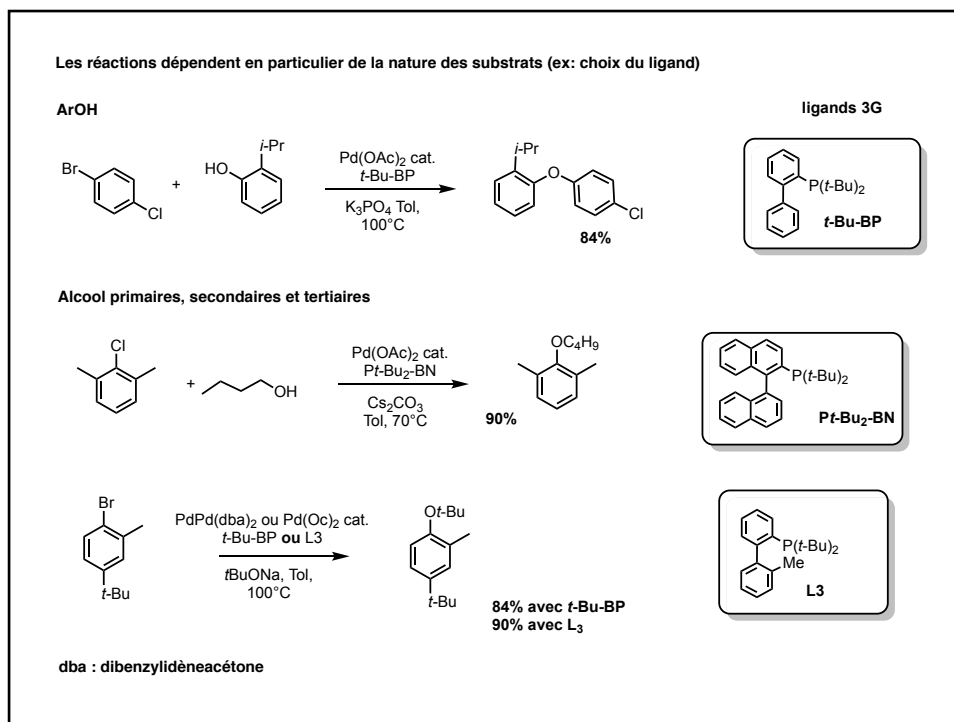 Les réactions dépendent en particulier de la nature des substrats (ex: choix du ligand)
ArOH
ligands 3G
Br
Cl
+
HO
i-Pr
Pd(OAc)2 cat.
t-Bu-BP
K3PO4 Tol,
100°C
i-Pr
O
Cl
84%
P(t-Bu)2
t-Bu-BP
Alcool primaires, secondaires et tertiaires
Cl
+
OH
Pd(OAc)2 cat.
Pt-Bu2-BN
Cs2CO3
Tol, 70°C
OC4H9
90%
P(t-Bu)2
Pt-Bu2-BN
Br
t-Bu
PdPd(dba)2 ou Pd(Oc)2 cat.
t-Bu-BP ou L3
tBuONa, Tol,
100°C
Ot-Bu
t-Bu
84% avec t-Bu-BP
90% avec L3
P(t-Bu)2
Me
L3
dba : dibenzylidèneacétone